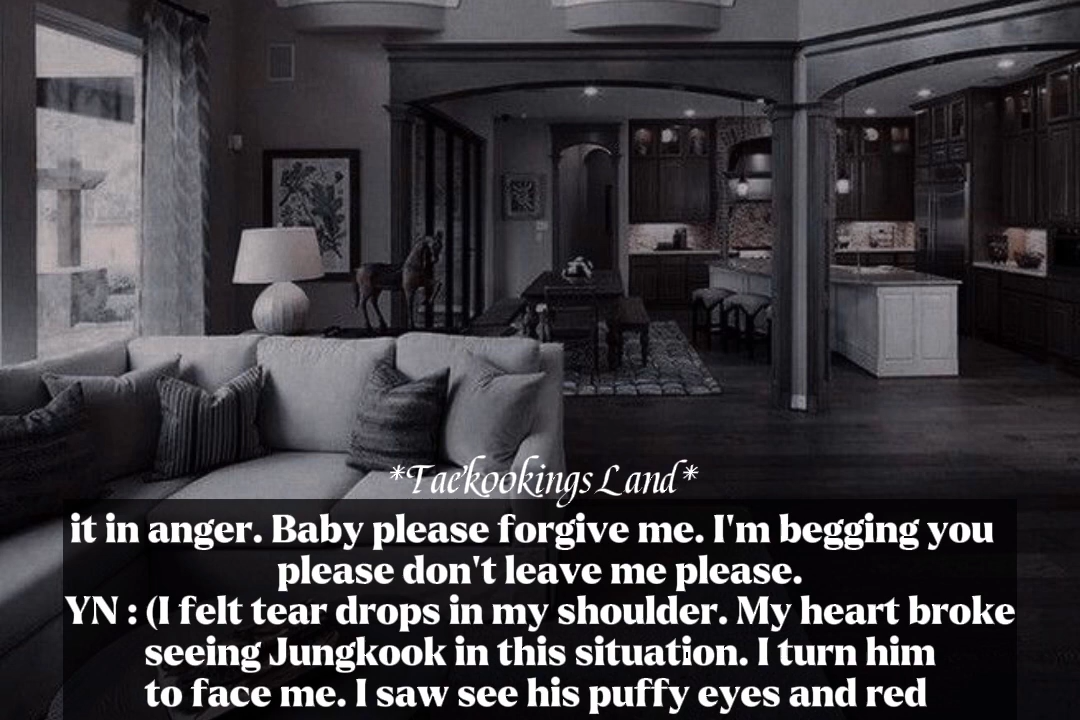 *Tae'kookings Land*
it in anger. Baby please forgive me. I'm begging you
please don't leave me please.
YN : (I felt tear drops in my shoulder. My heart broke
seeing Jungkook in this situation. I turn him
to face me. I saw see his puffy eyes and red